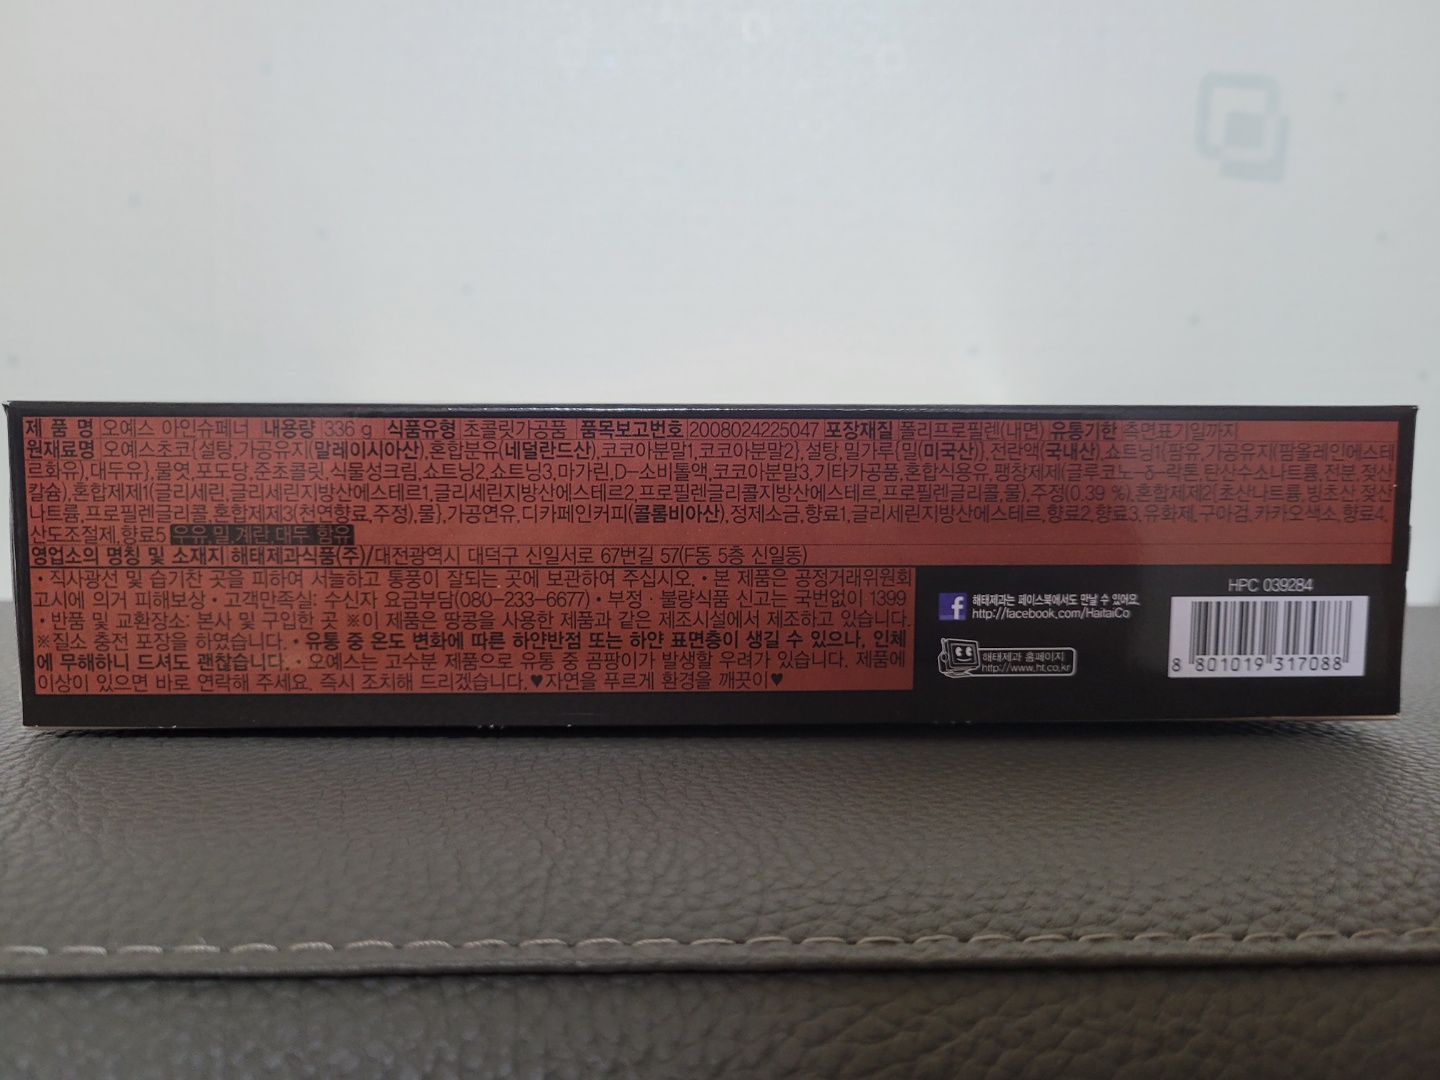 제 품 명 오예스 아인슈페너 내용량 336 g 식품유형 초콜릿가공품 품목보고번호 2008024225047 포장재질 폴리프로필렌(내면) 유통기한 측면표기일까지
원재료명 오예스초코{설탕,가공유지(말레이시아산),혼합분유(네덜란드산),코코아분말1,코코아분말2},설탕,밀가루{밀(미국산)},전란액(국내산),쇼트닝1{팜유,가공유지(팜올레인에스테
르화유),대두유},물엿,포도당,준초콜릿,식물성크림,쇼트닝2,쇼트닝3,마가린,D-소비톨액,코코아분말3,기타가공품,혼합식용유,팽창제제(글루코노-δ-락톤,탄산수소나트륨,전분,젖산
칼슘),혼합제제1(글리세린,글리세린지방산에스테르1,글리세린지방산에스테르2,프로필렌글리콜지방산에스테르,프로필렌글리콜,물),주정(0.39 %),혼합제제2{초산나트륨,빙초산,젖산
나트륨,프로필렌글리콜,혼합제제3(천연향료,주정),물},가공연유,디카페인커피(콜롬비아산),정제소금,향료1,글리세린지방산에스테르,향료2,향료3,유화제,구아검,카카오색소,향료4,
산도조절제,향료5 우유,밀,계란,대두 함유
영업소의 명칭 및 소재지 해태제과식품(주)/대전광역시 대덕구 신일서로 67번길 57(F동 5층 신일동)
• 직사광선 및 습기찬 곳을 피하여 서늘하고 통풍이 잘되는 곳에 보관하여 주십시오. • 본 제품은 공정거래위원회
고시에 의거 피해보상 • 고객만족실: 수신자 요금부담(080-233-6677) • 부정 · 불량식품 신고는 국번없이 1399
• 반품 및 교환장소: 본사 및 구입한 곳 ※이 제품은 땅콩을 사용한 제품과 같은 제조시설에서 제조하고 있습니다.
※질소 충전 포장을 하였습니다. • 유통 중 온도 변화에 따른 하얀반점 또는 하얀 표면층이 생길 수 있으나, 인체
에 무해하니 드셔도 괜찮습니다. • 오예스는 고수분 제품으로 유통 중 곰팡이가 발생할 우려가 있습니다. 제품에
이상이 있으면 바로 연락해 주세요. 즉시 조치해 드리겠습니다.♥자연을 푸르게 환경을 깨끗이♥
해태제과는 페이스북에서도 만날 수 있어요.
http://facebook.com/HaitaiCo
해태제과 홈페이지
http://www.ht.co.kr
HPC 039284
8 801019 317088